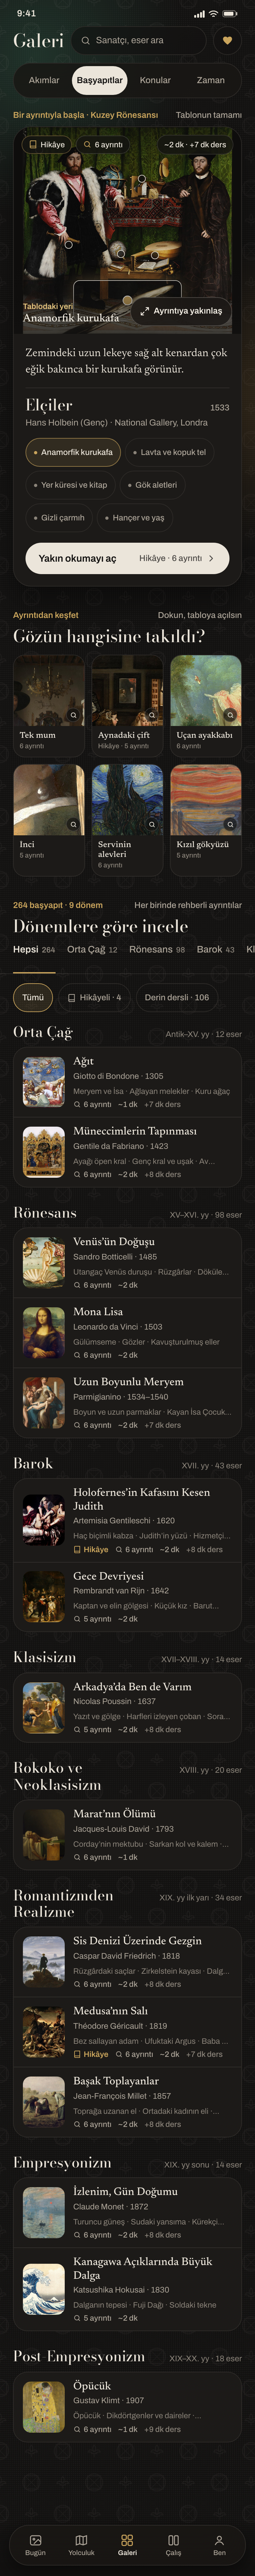 9:41
Galeri
Sanatçı, eser ara
Akımlar
Başyapıtlar
Konular
Zaman
Bir ayrıntıyla başla · Kuzey Rönesansı
Tablonun tamamı
Hikâye
6 ayrıntı
~2 dk · +7 dk ders
Tablodaki yeri
Anamorfik kurukafa
Ayrıntıya yakınlaş
Zemindeki uzun lekeye sağ alt kenardan çok
eğik bakınca bir kurukafa görünür.
Elçiler
1533
Hans Holbein (Genç) · National Gallery, Londra
Anamorfik kurukafa
Lavta ve kopuk tel
Yer küresi ve kitap
Gök aletleri
Gizli çarmıh
Hançer ve yaş
Yakın okumayı aç
Hikâye · 6 ayrıntı
Ayrıntıdan keşfet
Dokun, tabloya açılsın
Gözün hangisine takıldı?
Tek mum
6 ayrıntı
Aynadaki çift
Hikâye · 5 ayrıntı
Uçan ayakkabı
6 ayrıntı
İnci
5 ayrıntı
Servinin
alevleri
6 ayrıntı
Kızıl gökyüzü
5 ayrıntı
264 başyapıt · 9 dönem
Her birinde rehberli ayrıntılar
Dönemlere göre incele
Hepsi 264
Orta Çağ 12
Rönesans 98
Barok 43
Kl
Tümü
Hikâyeli · 4
Derin dersli · 106
Orta Çağ
Antik–XV. yy · 12 eser
Ağıt
Giotto di Bondone · 1305
Meryem ve İsa · Ağlayan melekler · Kuru ağaç
6 ayrıntı ~1 dk +7 dk ders
Müneccimlerin Tapınması
Gentile da Fabriano · 1423
Ayağı öpen kral · Genç kral ve uşak · Av...
6 ayrıntı ~2 dk +8 dk ders
Rönesans
XV–XVI. yy · 98 eser
Venüs'ün Doğuşu
Sandro Botticelli · 1485
Utangaç Venüs duruşu · Rüzgârlar · Döküle...
6 ayrıntı ~2 dk
Mona Lisa
Leonardo da Vinci · 1503
Gülümseme · Gözler · Kavuşturulmuş eller
6 ayrıntı ~2 dk
Uzun Boyunlu Meryem
Parmigianino · 1534–1540
Boyun ve uzun parmaklar · Kayan İsa Çocuk...
6 ayrıntı ~2 dk +7 dk ders
Barok
XVII. yy · 43 eser
Holofernes'in Kafasını Kesen
Judith
Artemisia Gentileschi · 1620
Haç biçimli kabza · Judith'in yüzü · Hizmetçi...
Hikâye 6 ayrıntı ~2 dk +8 dk ders
Gece Devriyesi
Rembrandt van Rijn · 1642
Kaptan ve elin gölgesi · Küçük kız · Barut...
5 ayrıntı ~2 dk
Klasisizm
XVII–XVIII. yy · 14 eser
Arkadya'da Ben de Varım
Nicolas Poussin · 1637
Yazıt ve gölge · Harfleri izleyen çoban · Sora...
5 ayrıntı ~2 dk +8 dk ders
Rokoko ve
Neoklasisizm
XVIII. yy · 20 eser
Marat'nın Ölümü
Jacques-Louis David · 1793
Corday'nin mektubu · Sarkan kol ve kalem ·...
6 ayrıntı ~1 dk
Romantizmden
Realizme
XIX. yy ilk yarı · 34 eser
Sis Denizi Üzerinde Gezgin
Caspar David Friedrich · 1818
Rüzgârdaki saçlar · Zirkelstein kayası · Dalg...
6 ayrıntı ~2 dk +8 dk ders
Medusa'nın Salı
Théodore Géricault · 1819
Bez sallayan adam · Ufuktaki Argus · Baba ...
Hikâye 6 ayrıntı ~2 dk +7 dk ders
Başak Toplayanlar
Jean-François Millet · 1857
Toprağa uzanan el · Ortadaki kadının eli ·...
6 ayrıntı ~2 dk +8 dk ders
Empresyonizm
XIX. yy sonu · 14 eser
İzlenim, Gün Doğumu
Claude Monet · 1872
Turuncu güneş · Sudaki yansıma · Kürekçi...
6 ayrıntı ~2 dk +8 dk ders
Kanagawa Açıklarında Büyük
Dalga
Katsushika Hokusai · 1830
Dalganın tepesi · Fuji Dağı · Soldaki tekne
5 ayrıntı ~2 dk
Post-Empresyonizm
XIX–XX. yy · 18 eser
Öpücük
Gustav Klimt · 1907
Öpücük · Dikdörtgenler ve daireler ·...
6 ayrıntı ~1 dk +9 dk ders
Bugün
Yolculuk
Galeri
Çalış
Ben